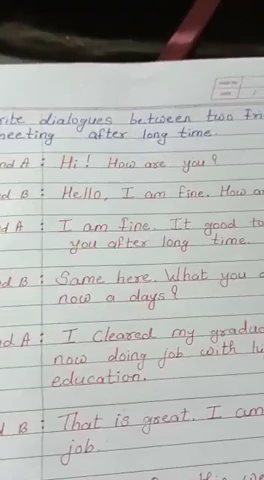 rite dialogues between two
meeting after long time.
nd A : Hi! How are you?
d B : Hello, I am fine. How
d A : I am fine. It good to
you after long time.
d B : Same here. What you
now a days?
d A : I Cleared my
now doing job with
education.
d B : That is great. I am
job.